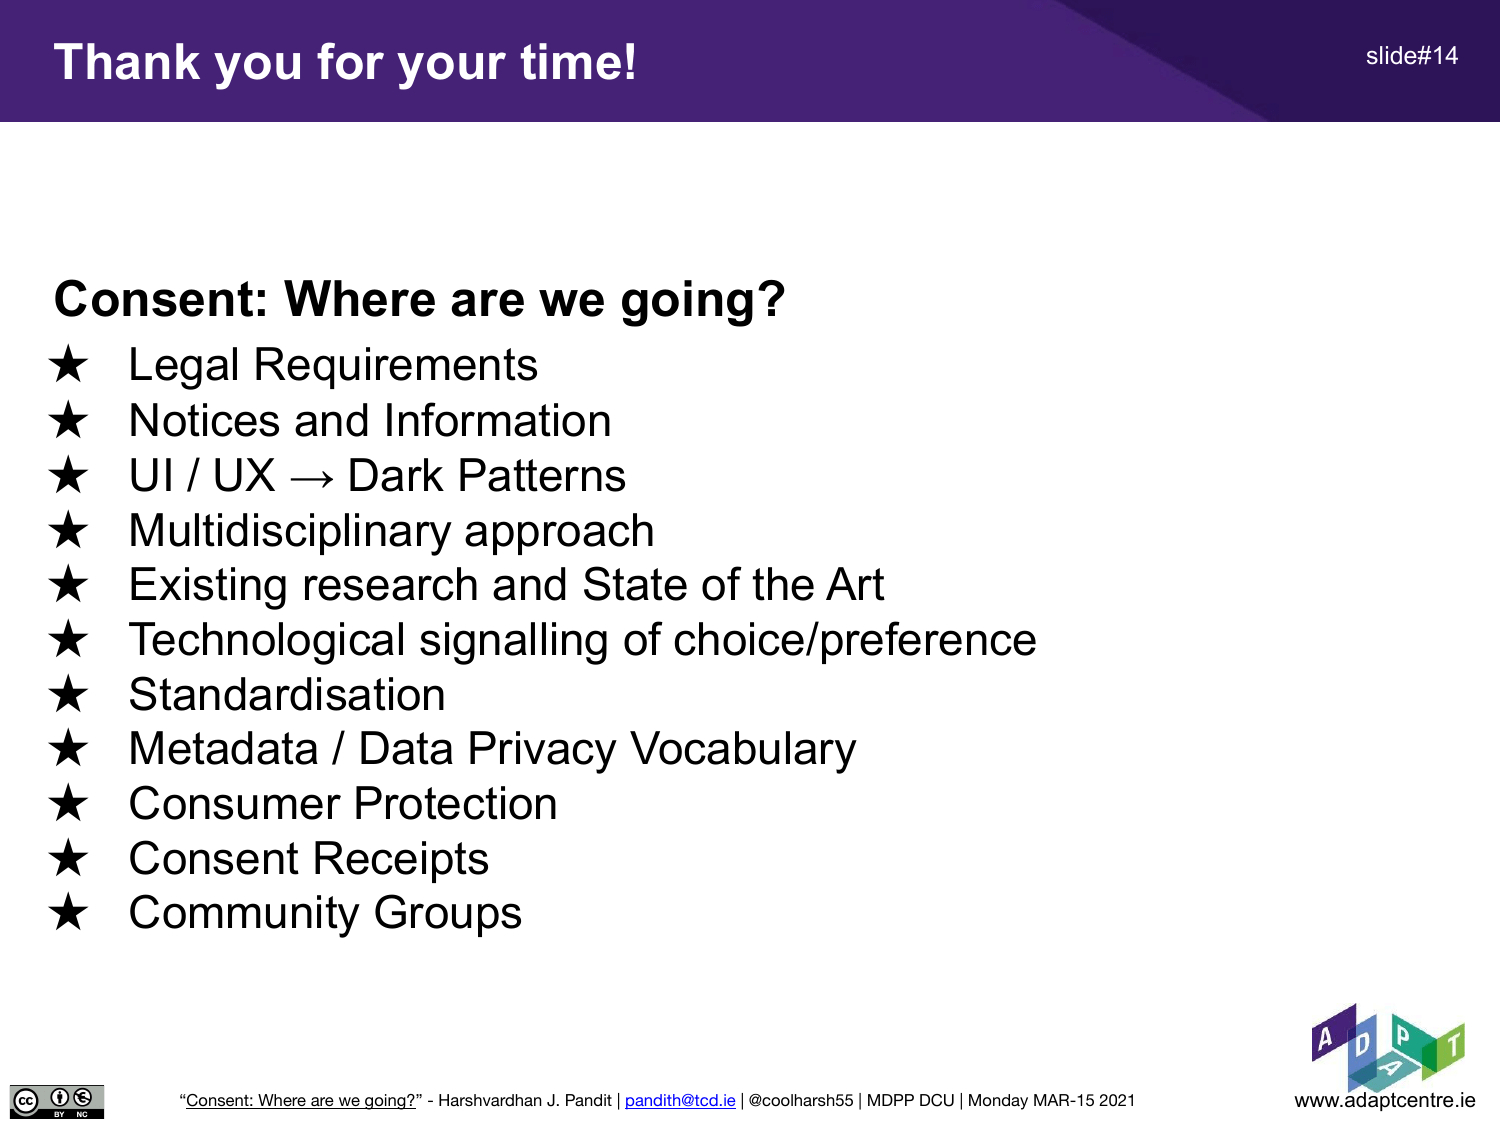 Thank you for your time!
slide#14
Consent: Where are we going?
★ Legal Requirements
★ Notices and Information
★ UI / UX → Dark Patterns
★ Multidisciplinary approach
★ Existing research and State of the Art
★ Technological signalling of choice/preference
★ Standardisation
★ Metadata / Data Privacy Vocabulary
★ Consumer Protection
★ Consent Receipts
★ Community Groups
A D A P T
cc BY NC
“Consent: Where are we going?” - Harshvardhan J. Pandit | pandith@tcd.ie | @coolharsh55 | MDPP DCU | Monday MAR-15 2021
www.adaptcentre.ie